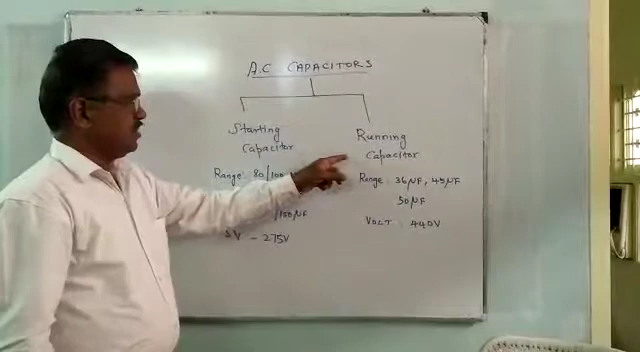 A.C. CAPACITORS
Starting
Capacitor
Range: 80/100
/100µF
V - 275V
Running
Capacitor
Range: 36µF, 45µF
50µF
VOLT : 440V